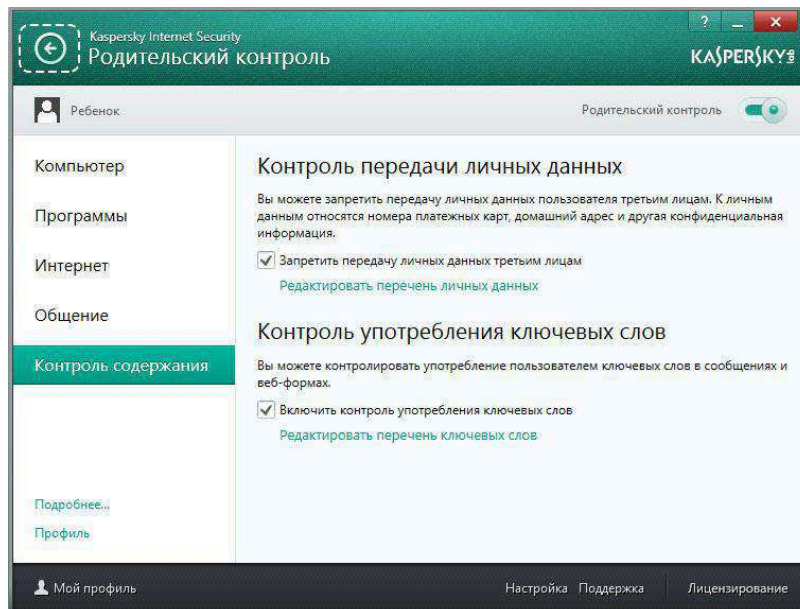 Kaspersky Internet Security
Родительский контроль
?
KASPERSKY LAB
Ребенок
Родительский контроль
Компьютер
Программы
Интернет
Общение
Контроль содержания
Подробнее...
Профиль
Контроль передачи личных данных
Вы можете запретить передачу личных данных пользователя третьим лицам. К личным
данным относятся номера платежных карт, домашний адрес и другая конфиденциальная
информация.
Запретить передачу личных данных третьим лицам
Редактировать перечень личных данных
Контроль употребления ключевых слов
Вы можете контролировать употребление пользователем ключевых слов в сообщениях и
веб-формах.
Включить контроль употребления ключевых слов
Редактировать перечень ключевых слов
Мой профиль
Настройка Поддержка Лицензирование